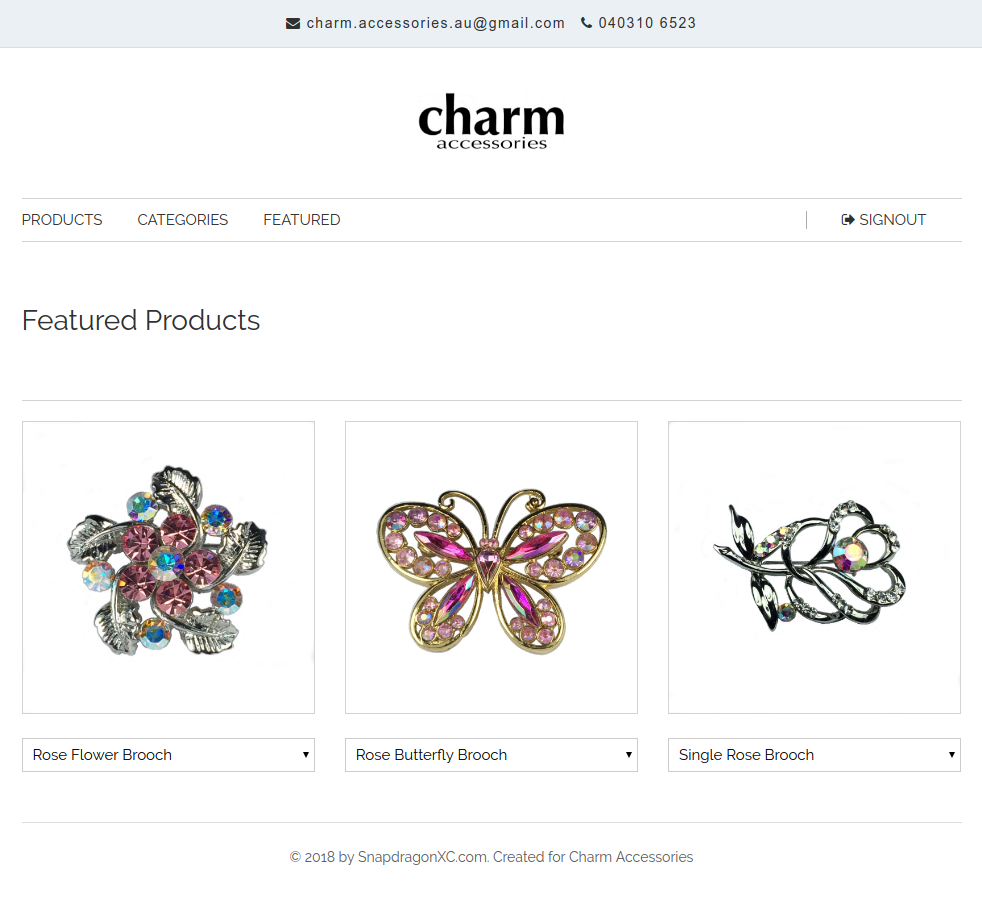 charm.accessories.au@gmail.com 040310 6523
charm
accessories
PRODUCTS CATEGORIES FEATURED SIGNOUT
Featured Products
Rose Flower Brooch Rose Butterfly Brooch Single Rose Brooch
© 2018 by SnapdragonXC.com. Created for Charm Accessories